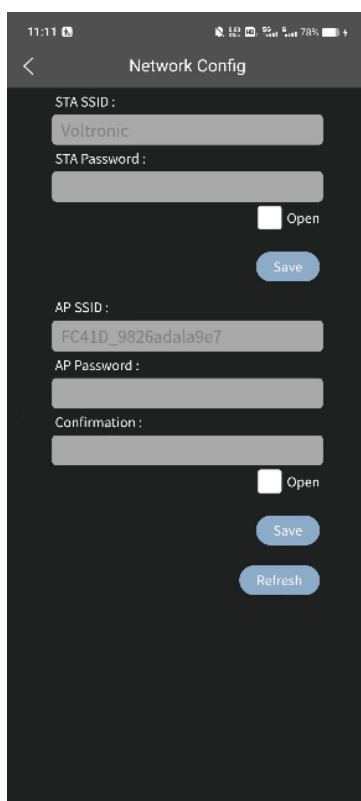 11:11 78%
Network Config
STA SSID :
Voltronic
STA Password :
Open
Save
AP SSID :
FC41D_9826adala9e7
AP Password :
Confirmation :
Open
Save
Refresh